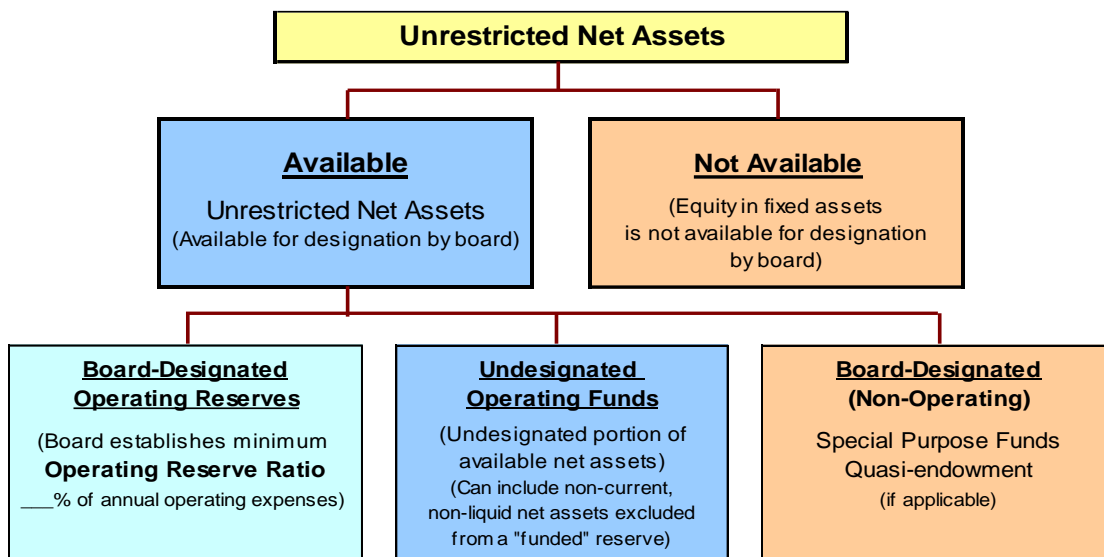 Unrestricted Net Assets
Available
Unrestricted Net Assets
(Available for designation by board)
Not Available
(Equity in fixed assets
is not available for designation
by board)
Board-Designated
Operating Reserves
(Board establishes minimum
Operating Reserve Ratio
___% of annual operating expenses)
Undesignated
Operating Funds
(Undesignated portion of
available net assets)
(Can include non-current,
non-liquid net assets excluded
from a "funded" reserve)
Board-Designated
(Non-Operating)
Special Purpose Funds
Quasi-endowment
(if applicable)